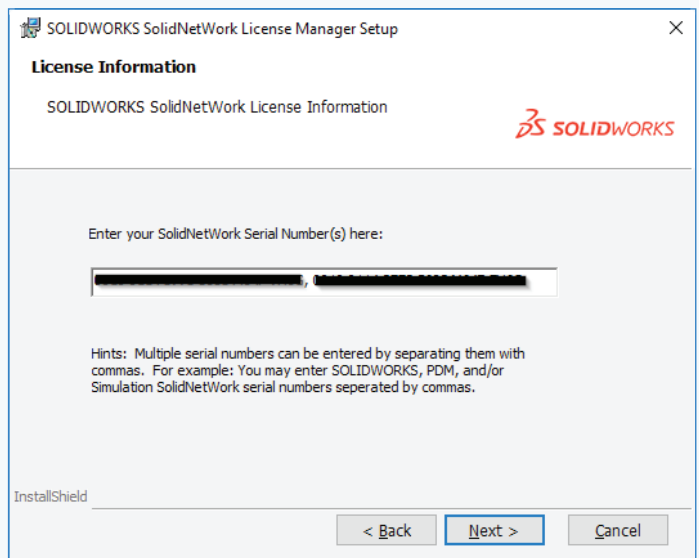 SOLIDWORKS SolidNetWork License Manager Setup
License Information
SOLIDWORKS SolidNetWork License Information
SOLIDWORKS
Enter your SolidNetWork Serial Number(s) here:
,
Hints: Multiple serial numbers can be entered by separating them with
commas. For example: You may enter SOLIDWORKS, PDM, and/or
Simulation SolidNetWork serial numbers seperated by commas.
InstallShield
< Back Next > Cancel